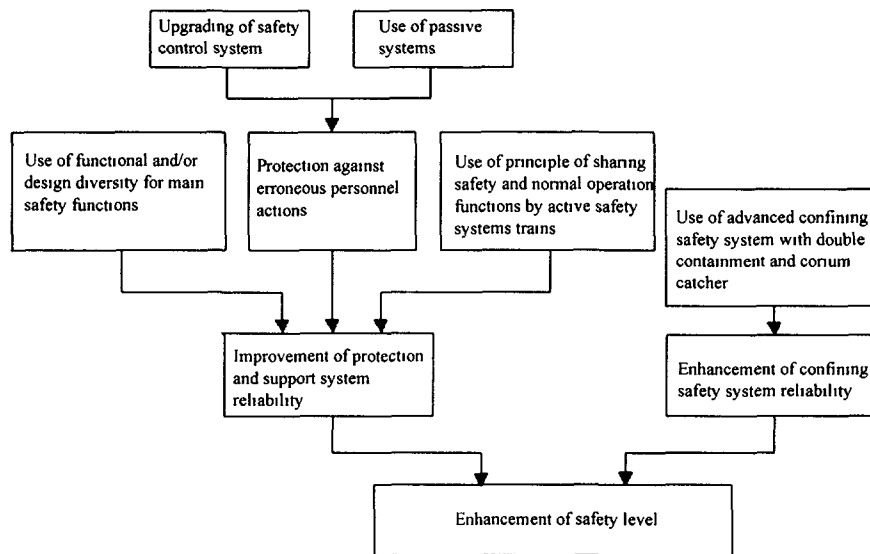 Upgrading of safety
control system
Use of passive
systems
Use of functional and/or
design diversity for main
safety functions
Protection against
erroneous personnel
actions
Use of principle of sharing
safety and normal operation
functions by active safety
systems trains
Use of advanced confining
safety system with double
containment and corium
catcher
Improvement of protection
and support system
reliability
Enhancement of confining
safety system reliability
Enhancement of safety level